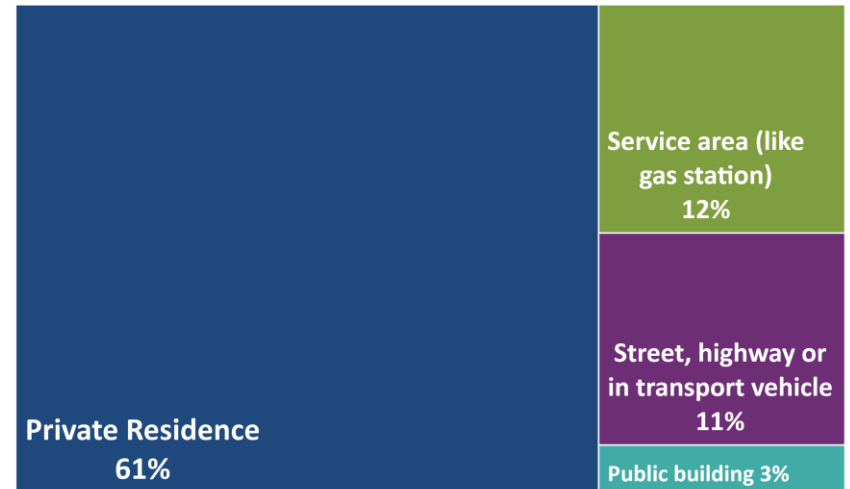 Service area (like
gas station)
12%
Street, highway or
in transport vehicle
11%
Private Residence
61%
Public building 3%